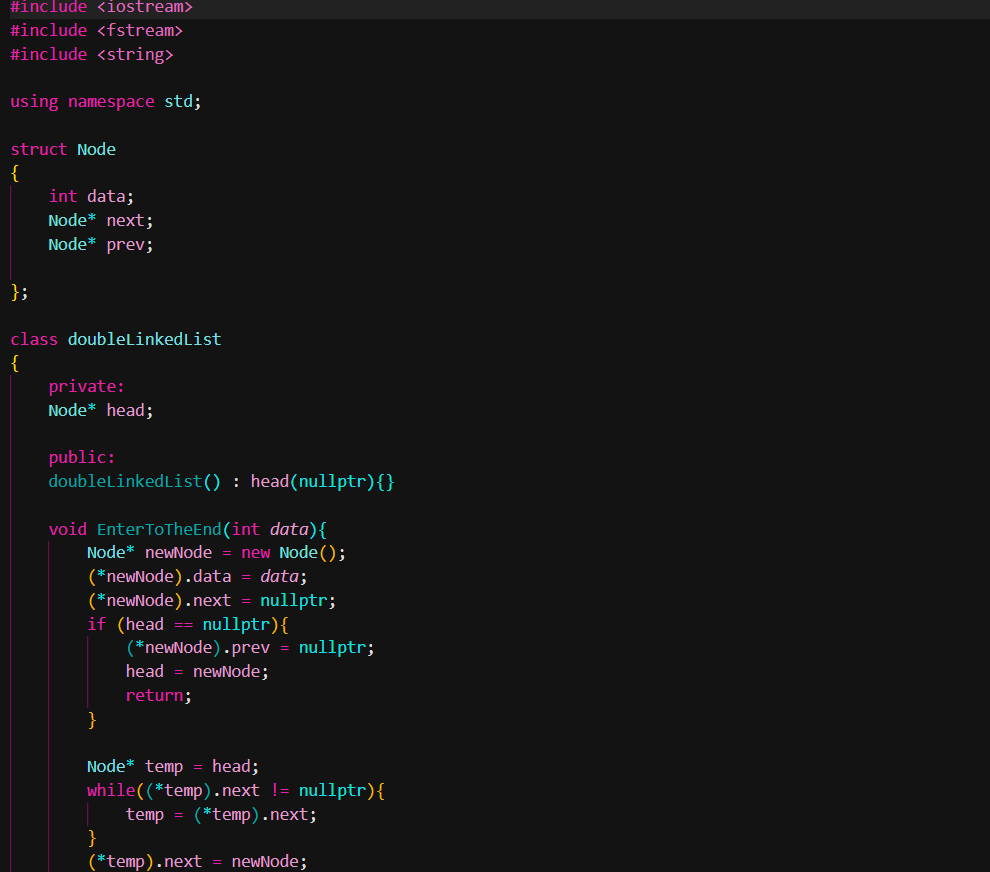 #include <iostream>
#include <fstream>
#include <string>
using namespace std;
struct Node
{
    int data;
    Node* next;
    Node* prev;
};
class doubleLinkedList
{
    private:
    Node* head;
    public:
    doubleLinkedList() : head(nullptr){}
    void EnterToTheEnd(int data){
        Node* newNode = new Node();
        (*newNode).data = data;
        (*newNode).next = nullptr;
        if (head == nullptr){
            (*newNode).prev = nullptr;
            head = newNode;
            return;
        }
        Node* temp = head;
        while((*temp).next != nullptr){
            temp = (*temp).next;
        }
        (*temp).next = newNode;